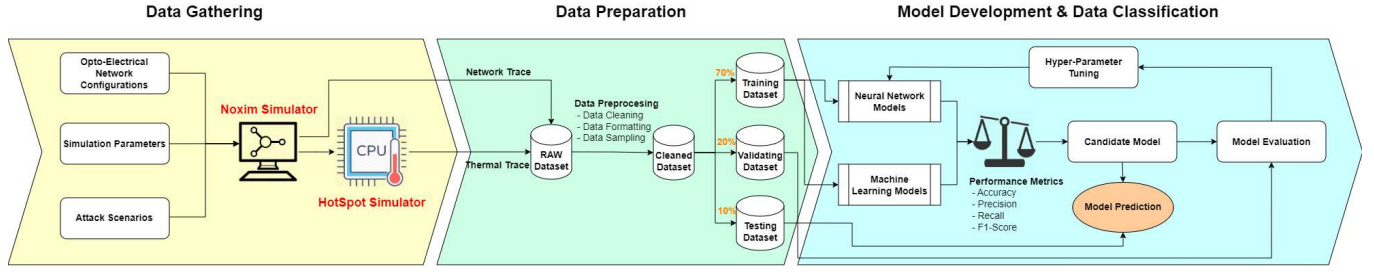 Data Gathering
Data Preparation
Model Development & Data Classification
Opto-Electrical
Network
Configurations
Simulation Parameters
Attack Scenarios
Noxim Simulator
CPU
HotSpot Simulator
Network Trace
Thermal Trace
RAW
Dataset
Data Preprocesing
- Data Cleaning
- Data Formatting
- Data Sampling
Cleaned
Dataset
70%
Training
Dataset
20%
Validating
Dataset
10%
Testing
Dataset
Neural Network
Models
Machine
Learning Models
Hyper-Parameter
Tuning
Performance Metrics
- Accuracy
- Precision
- Recall
- F1-Score
Candidate Model
Model Evaluation
Model Prediction